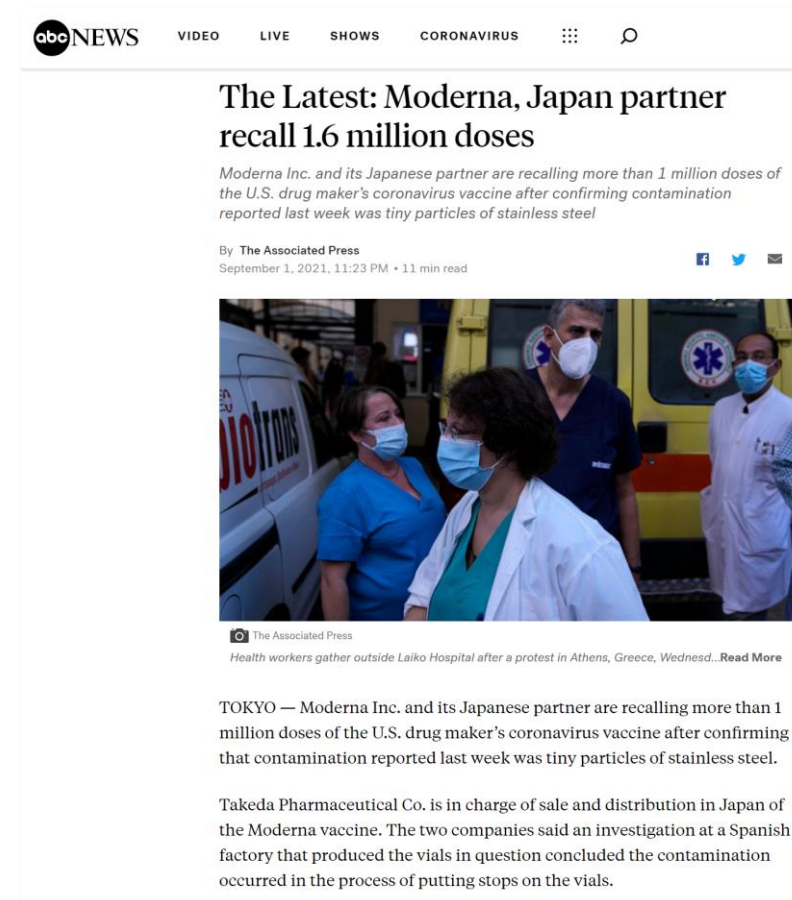 abc NEWS VIDEO LIVE SHOWS CORONAVIRUS
The Latest: Moderna, Japan partner
recall 1.6 million doses
Moderna Inc. and its Japanese partner are recalling more than 1 million doses of
the U.S. drug maker's coronavirus vaccine after confirming contamination
reported last week was tiny particles of stainless steel
By The Associated Press
September 1, 2021, 11:23 PM • 11 min read
The Associated Press
Health workers gather outside Laiko Hospital after a protest in Athens, Greece, Wednesd...Read More
TOKYO — Moderna Inc. and its Japanese partner are recalling more than 1
million doses of the U.S. drug maker's coronavirus vaccine after confirming
that contamination reported last week was tiny particles of stainless steel.
Takeda Pharmaceutical Co. is in charge of sale and distribution in Japan of
the Moderna vaccine. The two companies said an investigation at a Spanish
factory that produced the vials in question concluded the contamination
occurred in the process of putting stops on the vials.